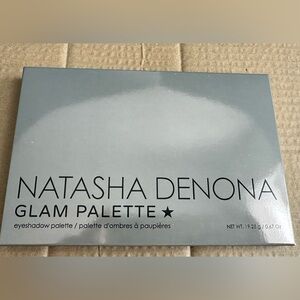 NATASHA DENONA
GLAM PALETTE ★
eyeshadow palette / palette d'ombres à paupières
NET WT. 19.25 g / 0.67 Oz